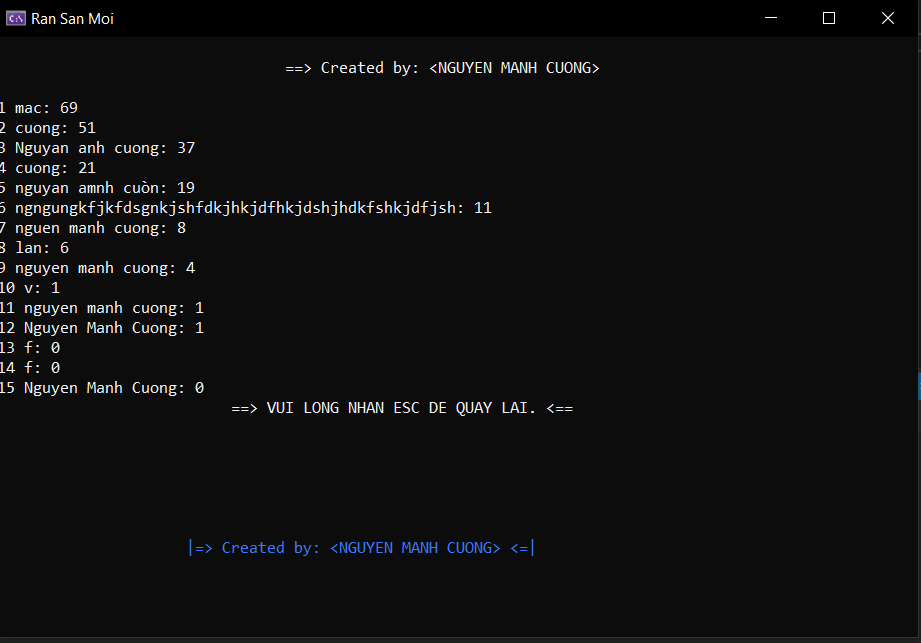 Ran San Moi
==> Created by: <NGUYEN MANH CUONG>
1 mac: 69
2 cuong: 51
3 Nguyan anh cuong: 37
4 cuong: 21
5 nguyan amnh cuòn: 19
6 ngngungkfjkfdsgnkjshfdkjhkjdfhkjdshjhdkfshkjdfjsh: 11
7 nguen manh cuong: 8
8 lan: 6
9 nguyen manh cuong: 4
10 v: 1
11 nguyen manh cuong: 1
12 Nguyen Manh Cuong: 1
13 f: 0
14 f: 0
15 Nguyen Manh Cuong: 0
==> VUI LONG NHAN ESC DE QUAY LAI. <==
|=> Created by: <NGUYEN MANH CUONG> <=|